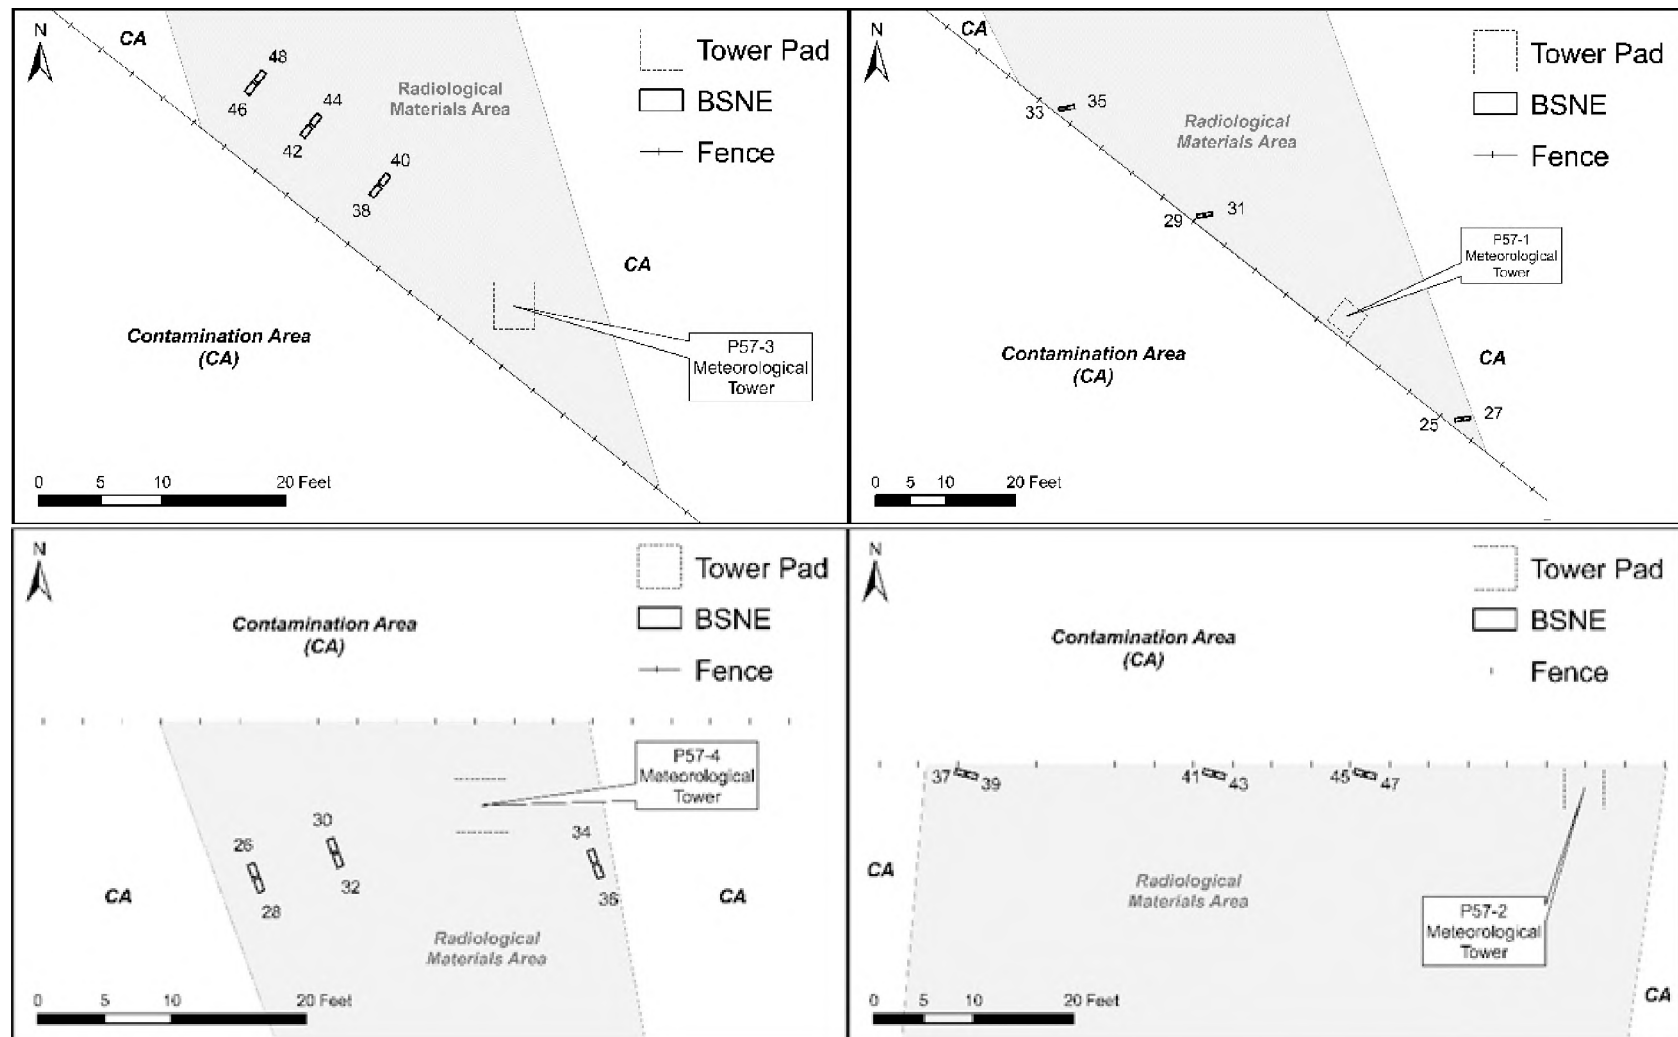 N
CA
48
46
44
42
40
38
Radiological
Materials Area
Tower Pad
BSNE
Fence
CA
Contamination Area
(CA)
P57-3
Meteorological
Tower
0 5 10 20 Feet
N
CA
33 35
29 31
25 27
Radiological
Materials Area
Tower Pad
BSNE
Fence
P57-1
Meteorological
Tower
CA
Contamination Area
(CA)
0 5 10 20 Feet
N
Contamination Area
(CA)
Tower Pad
BSNE
Fence
P57-4
Meteorological
Tower
26
28
30
32
34
36
CA
CA
Radiological
Materials Area
0 5 10 20 Feet
N
Contamination Area
(CA)
Tower Pad
BSNE
Fence
37 39
41 43
45 47
CA
Radiological
Materials Area
P57-2
Meteorological
Tower
CA
0 5 10 20 Feet